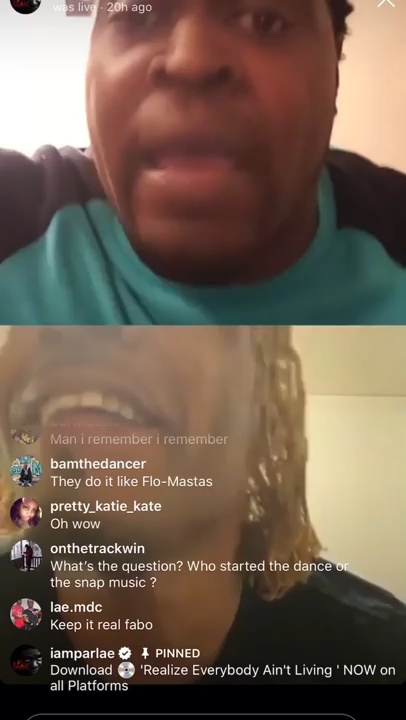 was live · 20h ago
Man i remember i remember
bamthedancer
They do it like Flo-Mastas
pretty_katie_kate
Oh wow
onthetrackwin
What's the question? Who started the dance or
the snap music ?
lae.mdc
Keep it real fabo
iamparlae PINNED
Download 💿 'Realize Everybody Ain't Living ' NOW on
all Platforms